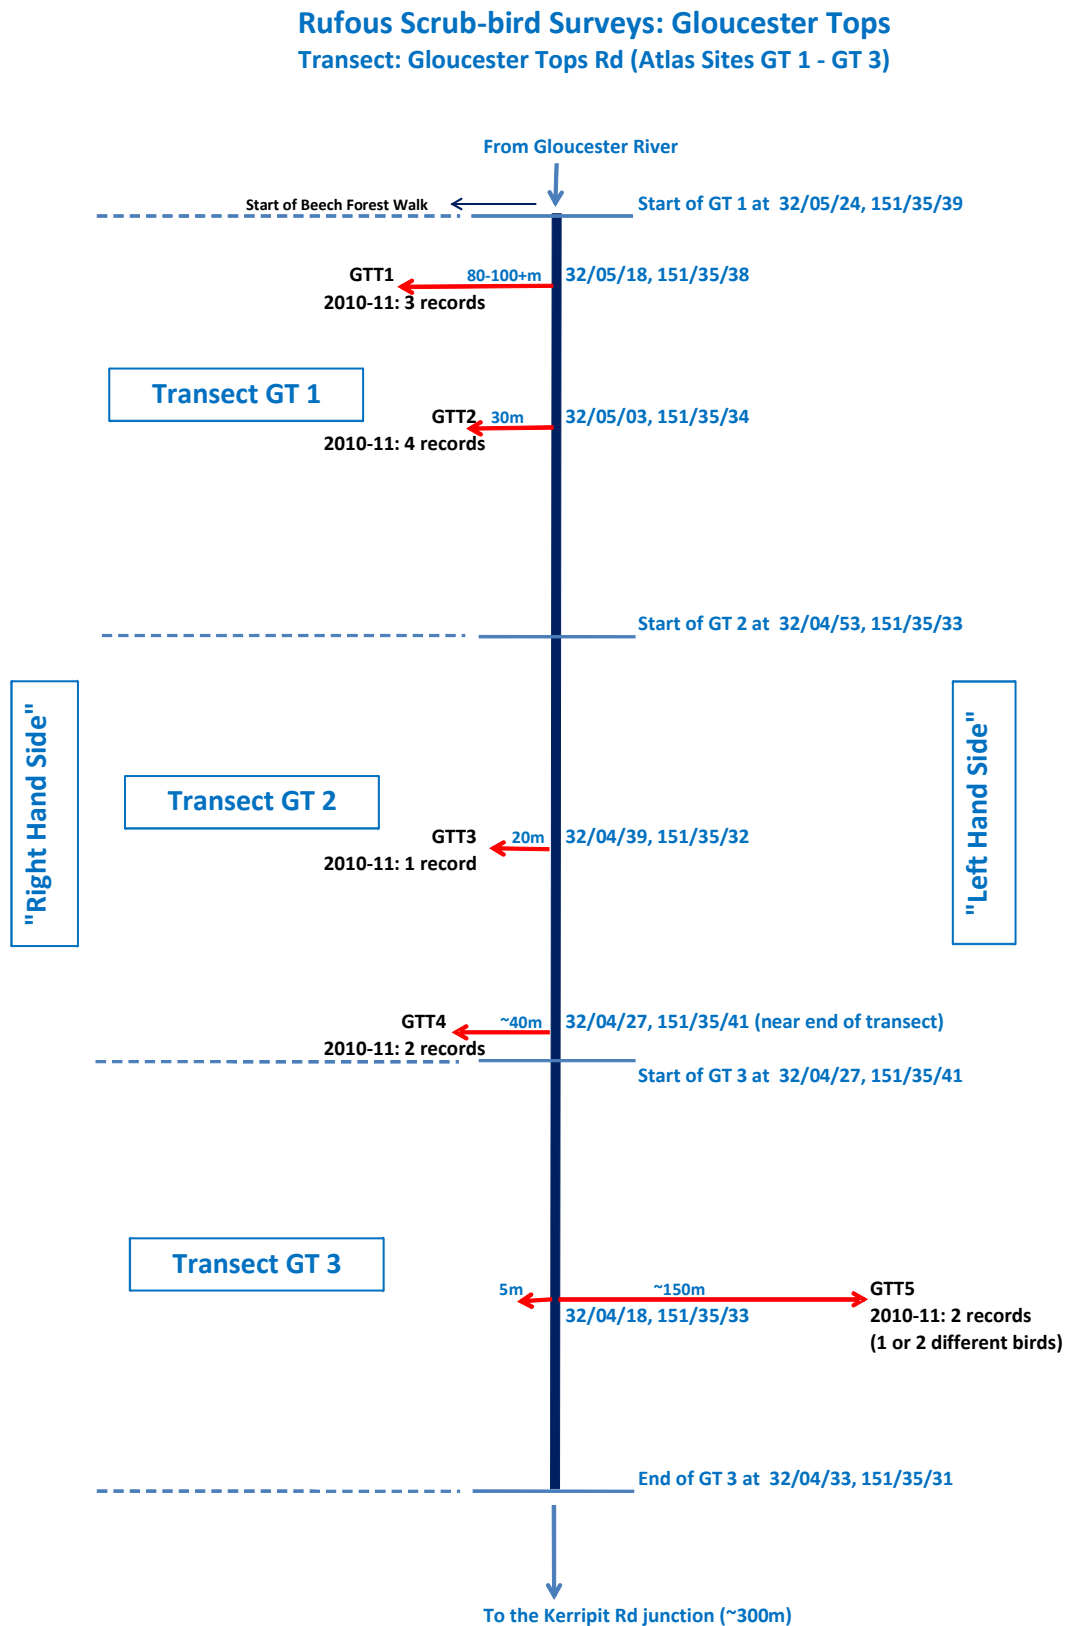 Rufous Scrub-bird Surveys: Gloucester Tops
Transect: Gloucester Tops Rd (Atlas Sites GT 1 - GT 3)
From Gloucester River
Start of Beech Forest Walk
Start of GT 1 at 32/05/24, 151/35/39
GTT1
80-100+m
32/05/18, 151/35/38
2010-11: 3 records
Transect GT 1
GTT2
30m
32/05/03, 151/35/34
2010-11: 4 records
Start of GT 2 at 32/04/53, 151/35/33
"Right Hand Side"
"Left Hand Side"
Transect GT 2
GTT3
20m
32/04/39, 151/35/32
2010-11: 1 record
GTT4
~40m
32/04/27, 151/35/41 (near end of transect)
2010-11: 2 records
Start of GT 3 at 32/04/27, 151/35/41
Transect GT 3
5m
~150m
GTT5
32/04/18, 151/35/33
2010-11: 2 records
(1 or 2 different birds)
End of GT 3 at 32/04/33, 151/35/31
To the Kerripit Rd junction (~300m)